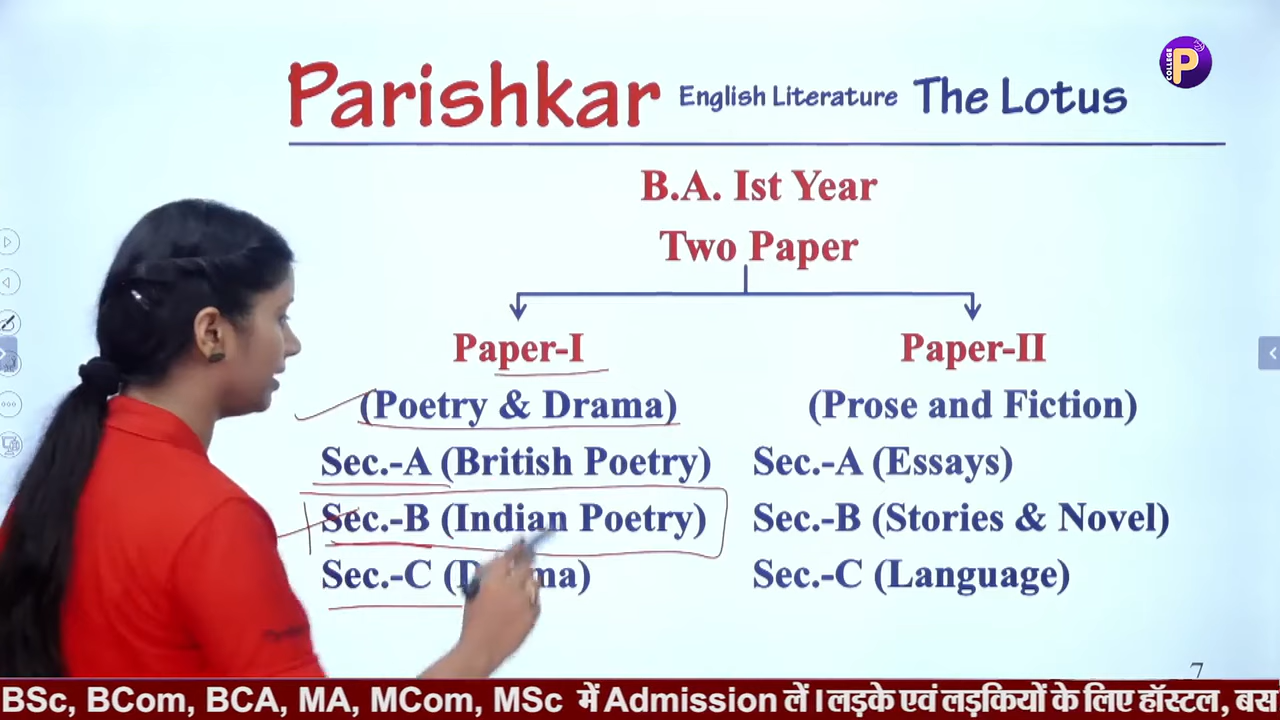 Parishkar English Literature The Lotus
COLLEGE P
B.A. Ist Year
Two Paper
Paper-I
(Poetry & Drama)
Sec.-A (British Poetry)
Sec.-B (Indian Poetry)
Sec.-C
Paper-II
(Prose and Fiction)
Sec.-A (Essays)
Sec.-B (Stories & Novel)
Sec.-C (Language)
7
BSc, BCom, BCA, MA, MCom, MSc में Admission लें। लड़के एवं लड़कियों के लिए हॉस्टल, बस